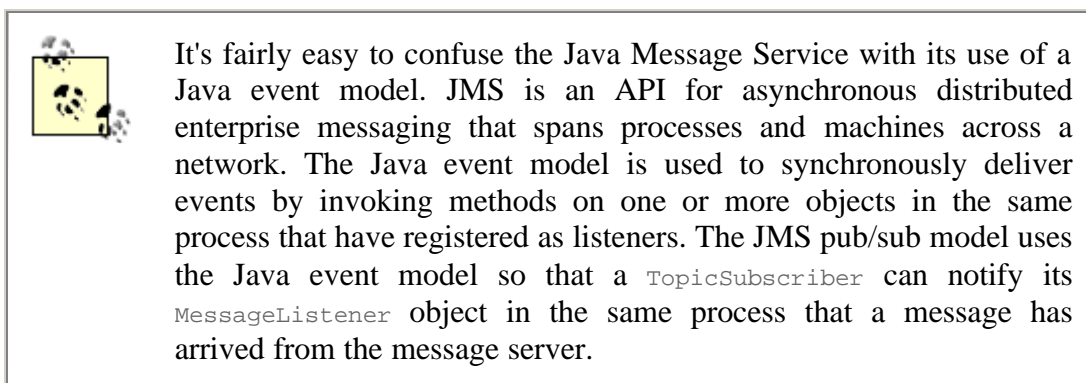 It's fairly easy to confuse the Java Message Service with its use of a
Java event model. JMS is an API for asynchronous distributed
enterprise messaging that spans processes and machines across a
network. The Java event model is used to synchronously deliver
events by invoking methods on one or more objects in the same
process that have registered as listeners. The JMS pub/sub model uses
the Java event model so that a TopicSubscriber can notify its
MessageListener object in the same process that a message has
arrived from the message server.